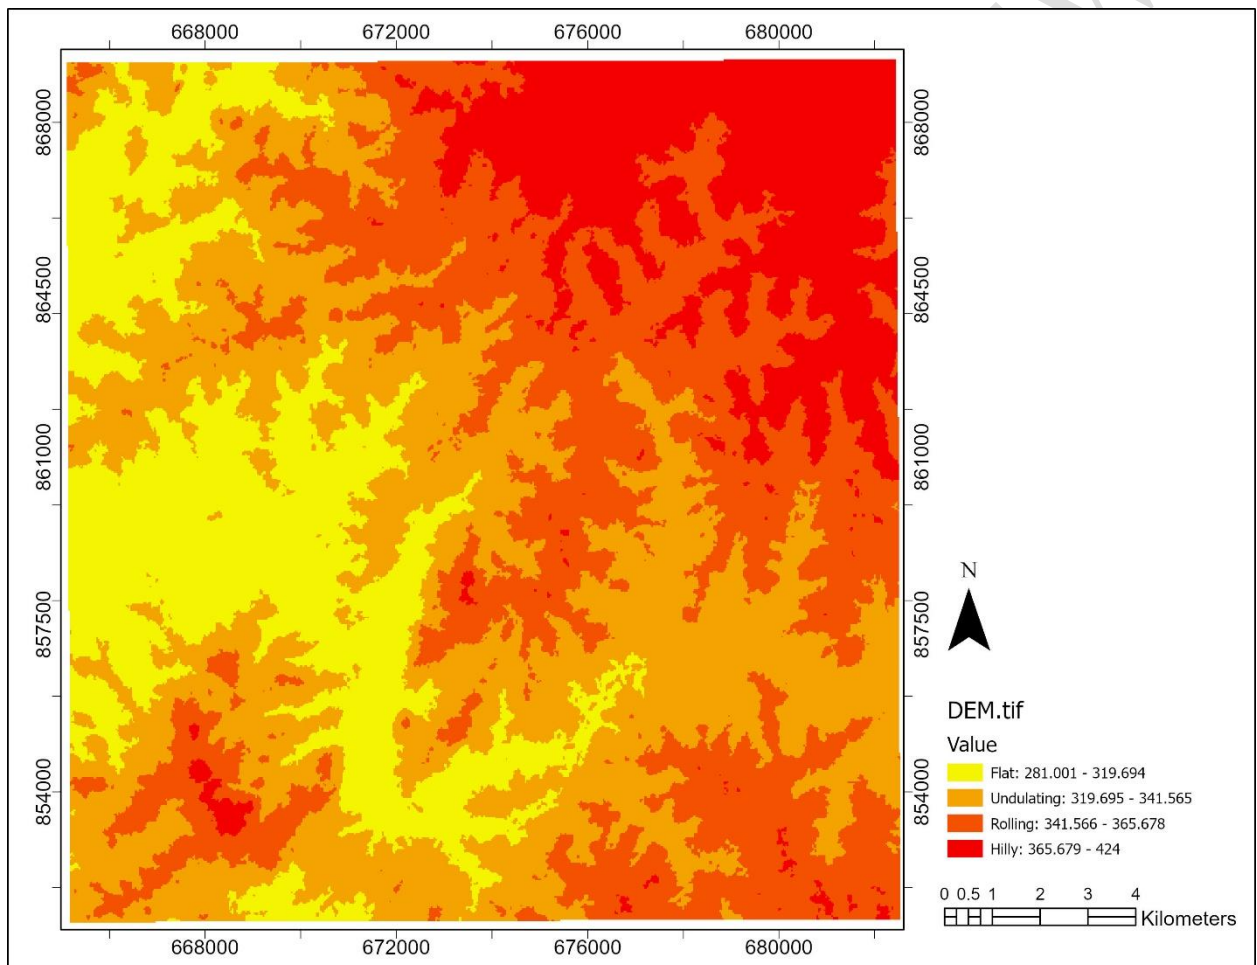 668000 672000 676000 680000
868000 868000
864500 864500
861000 861000
857500 857500
854000 854000
668000 672000 676000 680000
N
DEM.tif
Value
Flat: 281.001 - 319.694
Undulating: 319.695 - 341.565
Rolling: 341.566 - 365.678
Hilly: 365.679 - 424
0 0.5 1 2 3 4
Kilometers